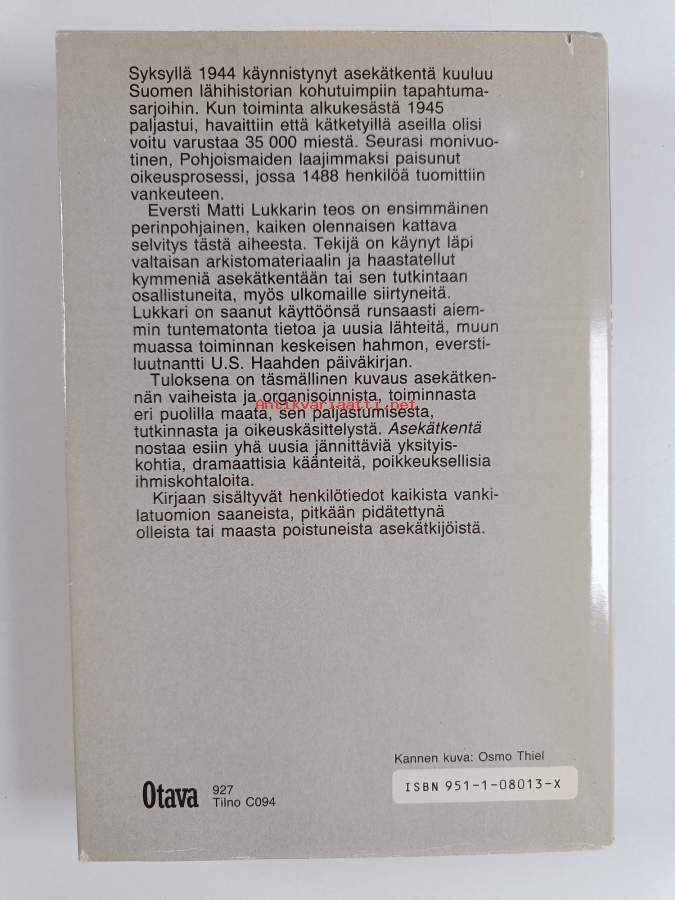 Syksyllä 1944 käynnistynyt asekätkentä kuuluu
Suomen lähihistorian kohutuimpiin tapahtuma-
sarjoihin. Kun toiminta alkukesästä 1945
paljastui, havaittiin että kätketyillä aseilla olisi
voitu varustaa 35 000 miestä. Seurasi monivuo-
tinen, Pohjoismaiden laajimmaksi paisunut
oikeusprosessi, jossa 1488 henkilöä tuomittiin
vankeuteen.
Eversti Matti Lukkarin teos on ensimmäinen
perinpohjainen, kaiken olennaisen kattava
selvitys tästä aiheesta. Tekijä on käynyt läpi
valtaisan arkistomateriaalin ja haastatellut
kymmeniä asekätkentään tai sen tutkintaan
osallistuneita, myös ulkomaille siirtyneitä.
Lukkari on saanut käyttöönsä runsaasti aiem-
min tuntematonta tietoa ja uusia lähteitä, muun
muassa toiminnan keskeisen hahmon, eversti-
luutnantti U.S. Haahden päiväkirjan.
Tuloksena on täsmällinen kuvaus asekätken-
nän vaiheista ja organisoinnista, toiminnasta
Antikvariaatti.net
eri puolilla maata, sen paljastumisesta,
tutkinnasta ja oikeuskäsittelystä. Asekätkentä
nostaa esiin yhä uusia jännittäviä yksityis-
kohtia, dramaattisia käänteitä, poikkeuksellisia
ihmiskohtaloita.
Kirjaan sisältyvät henkilötiedot kaikista vanki-
latuomion saaneista, pitkään pidätettynä
olleista tai maasta poistuneista asekätkijöistä.
Kannen kuva: Osmo Thiel
Otava
927
Tilno C094
ISBN 951-1-08013-X